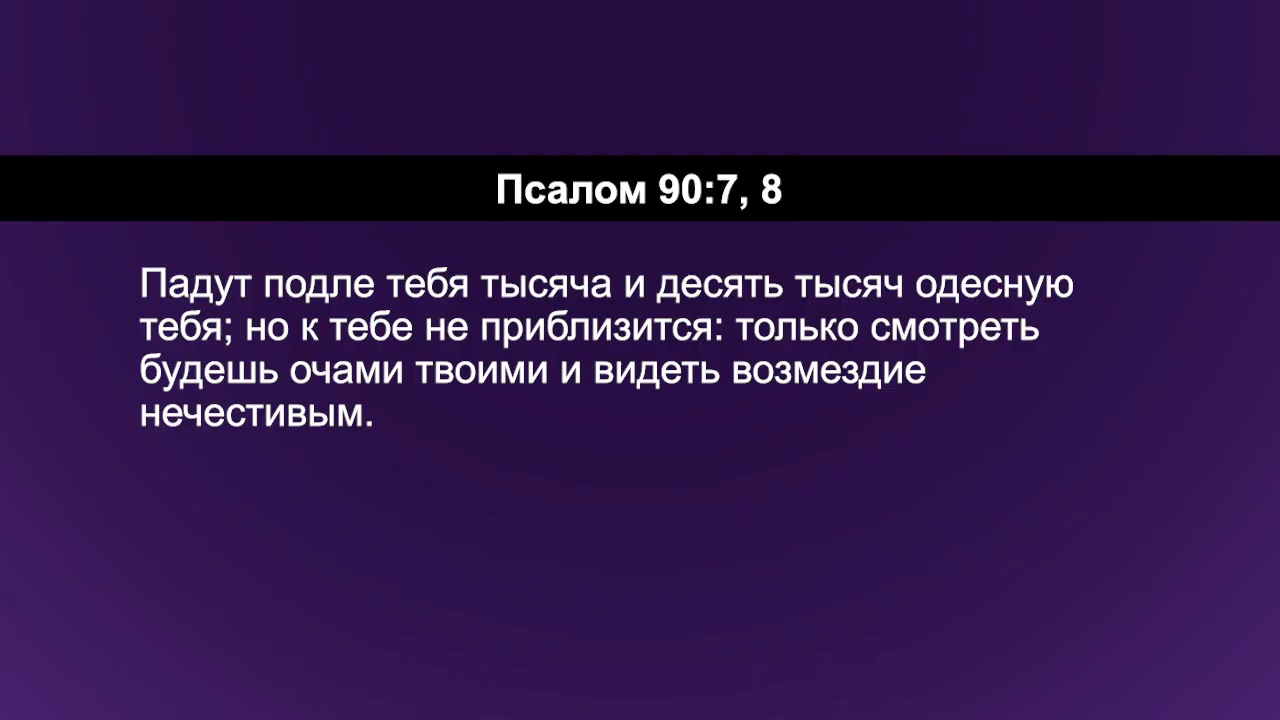 Псалом 90:7, 8
Падут подле тебя тысяча и десять тысяч одесную
тебя; но к тебе не приблизится: только смотреть
будешь очами твоими и видеть возмездие
нечестивым.